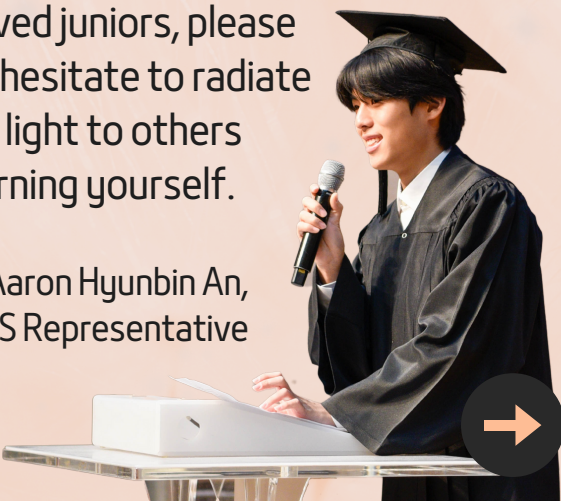 ved juniors, please
hesitate to radiate
light to others
rning yourself.
Aaron Hyunbin An,
S Representative